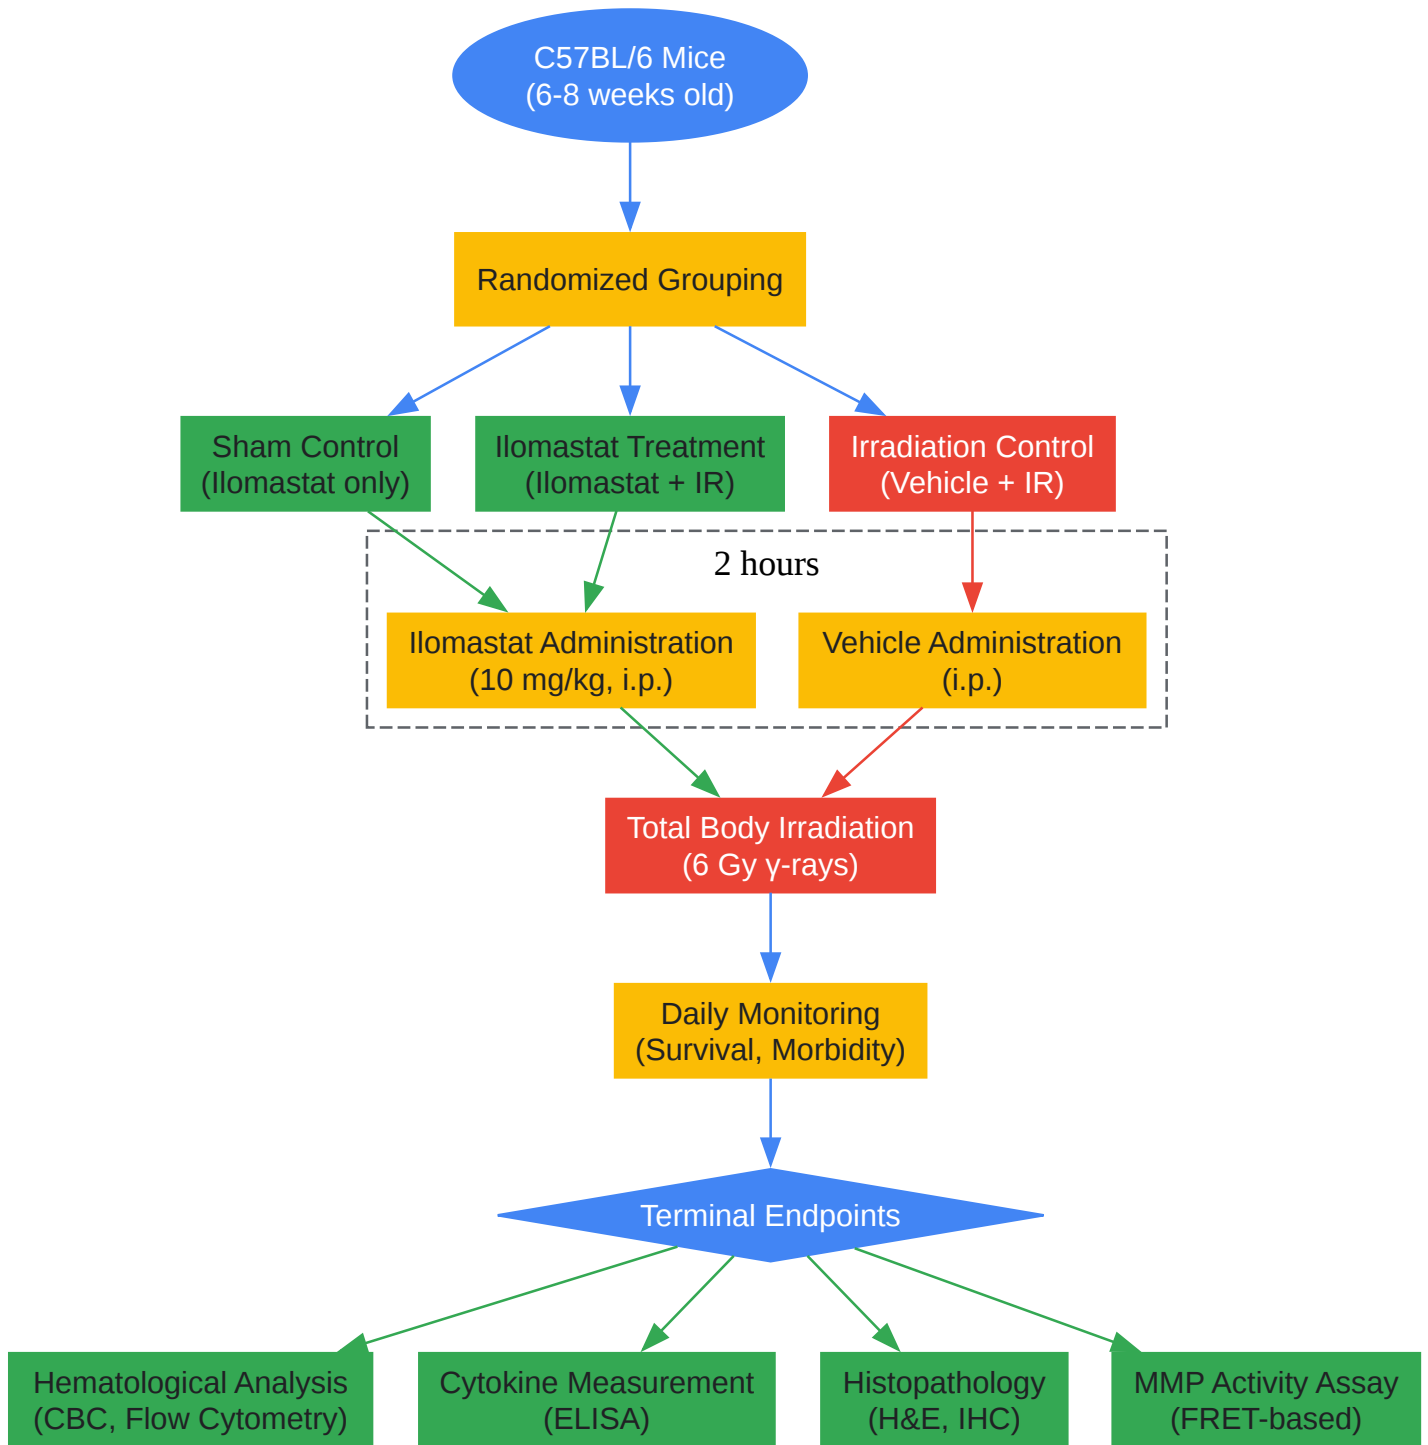 C57BL/6 Mice
(6-8 weeks old)
Randomized Grouping
Sham Control
(Ilomastat only)
Ilomastat Treatment
(Ilomastat + IR)
Irradiation Control
(Vehicle + IR)
2 hours
Ilomastat Administration
(10 mg/kg, i.p.)
Vehicle Administration
(i.p.)
Total Body Irradiation
(6 Gy γ-rays)
Daily Monitoring
(Survival, Morbidity)
Terminal Endpoints
Hematological Analysis
(CBC, Flow Cytometry)
Cytokine Measurement
(ELISA)
Histopathology
(H&E, IHC)
MMP Activity Assay
(FRET-based)